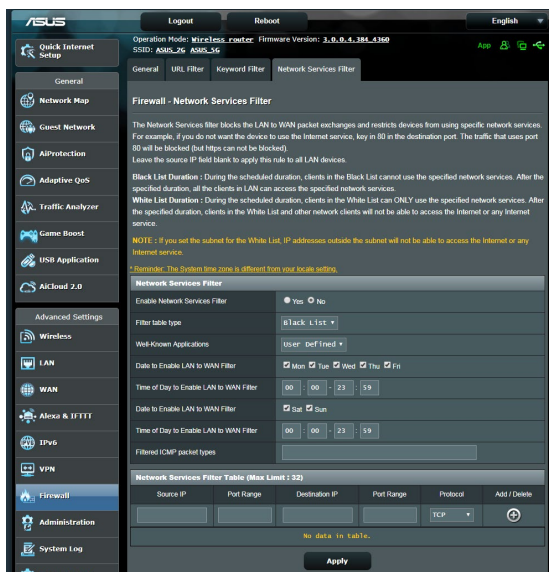 ASUS
Logout
Reboot
English
Operation Mode: Wireless router Firmware Version: 3.0.0.4.384_4360
SSID: ASUS_2G ASUS_5G
App
Quick Internet
Setup
General
Network Map
Guest Network
AiProtection
Adaptive QoS
Traffic Analyzer
Game Boost
USB Application
AiCloud 2.0
Advanced Settings
Wireless
LAN
WAN
Alexa & IFTTT
IPv6
VPN
Firewall
Administration
System Log
General
URL Filter
Keyword Filter
Network Services Filter
Firewall - Network Services Filter
The Network Services filter blocks the LAN to WAN packet exchanges and restricts devices from using specific network services.
For example, if you do not want the device to use the Internet service, key in 80 in the destination port. The traffic that uses port
80 will be blocked (but https can not be blocked).
Leave the source IP field blank to apply this rule to all LAN devices.
Black List Duration : During the scheduled duration, clients in the Black List cannot use the specified network services. After the
specified duration, all the clients in LAN can access the specified network services.
White List Duration : During the scheduled duration, clients in the White List can ONLY use the specified network services. After
the specified duration, clients in the White List and other network clients will not be able to access the Internet or any Internet
service.
NOTE : If you set the subnet for the White List, IP addresses outside the subnet will not be able to access the Internet or any
Internet service.
* Reminder: The System time zone is different from your locale setting.
Network Services Filter
Enable Network Services Filter
Yes No
Filter table type
Black List
Well-Known Applications
User Defined
Date to Enable LAN to WAN Filter
Mon Tue Wed Thu Fri
Time of Day to Enable LAN to WAN Filter
00 : 00 - 23 : 59
Date to Enable LAN to WAN Filter
Sat Sun
Time of Day to Enable LAN to WAN Filter
00 : 00 - 23 : 59
Filtered ICMP packet types
Network Services Filter Table (Max Limit : 32)
Source IP
Port Range
Destination IP
Port Range
Protocol
Add / Delete
TCP
No data in table.
Apply